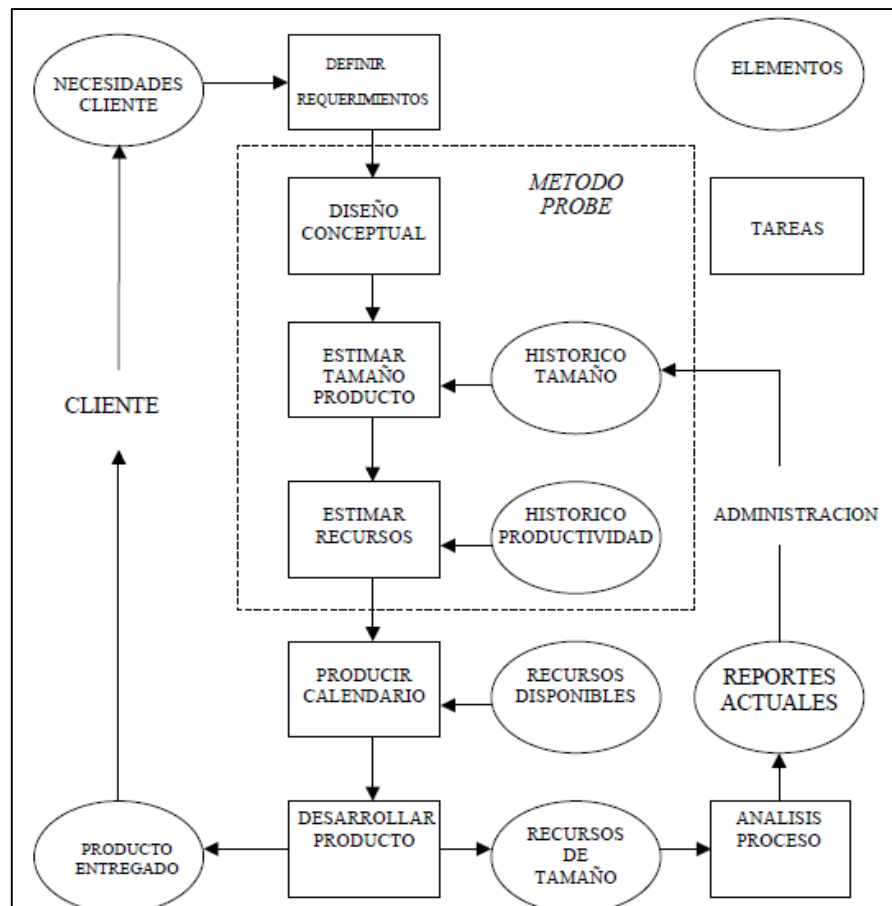 NECESIDADES
CLIENTE
DEFINIR
REQUERIMIENTOS
ELEMENTOS
METODO
PROBE
DISEÑO
CONCEPTUAL
TAREAS
ESTIMAR
TAMAÑO
PRODUCTO
HISTORICO
TAMAÑO
CLIENTE
ESTIMAR
RECURSOS
HISTORICO
PRODUCTIVIDAD
ADMINISTRACION
PRODUCIR
CALENDARIO
RECURSOS
DISPONIBLES
REPORTES
ACTUALES
DESARROLLAR
PRODUCTO
PRODUCTO
ENTREGADO
RECURSOS
DE
TAMAÑO
ANALISIS
PROCESO